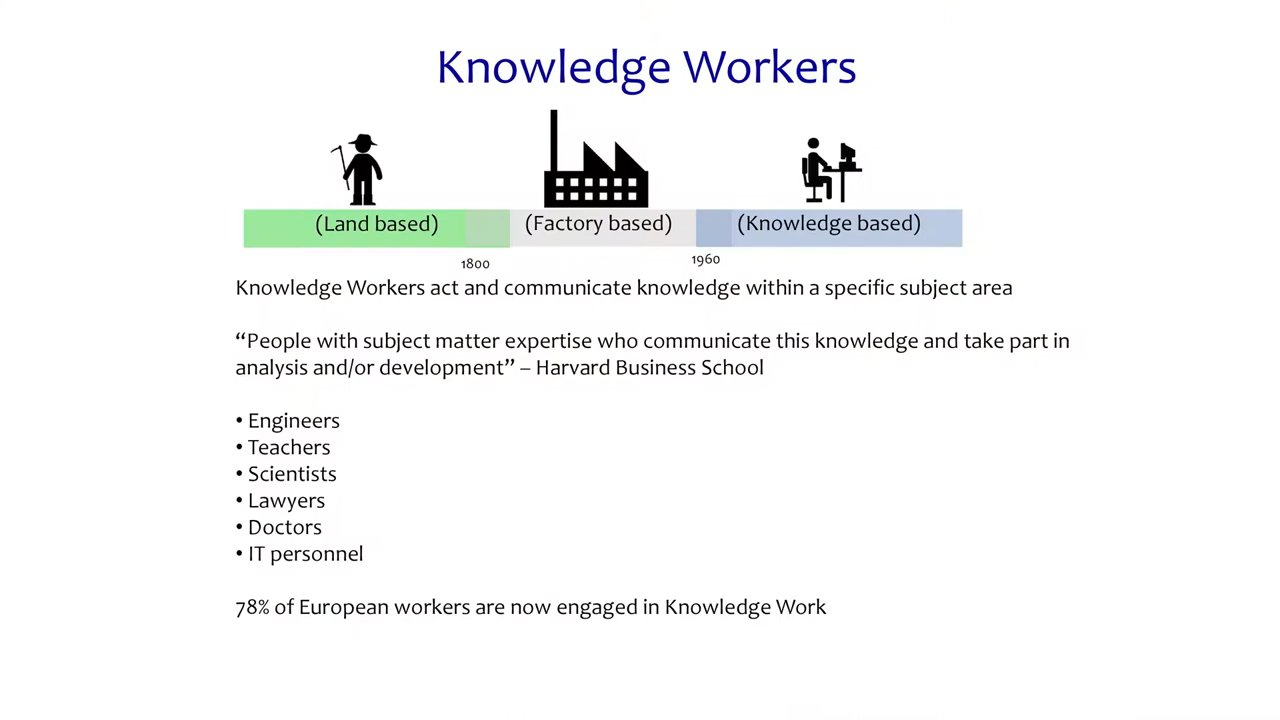 Knowledge Workers
(Land based)
(Factory based)
(Knowledge based)
1800
1960
Knowledge Workers act and communicate knowledge within a specific subject area
“People with subject matter expertise who communicate this knowledge and take part in
analysis and/or development” – Harvard Business School
• Engineers
• Teachers
• Scientists
• Lawyers
• Doctors
• IT personnel
78% of European workers are now engaged in Knowledge Work